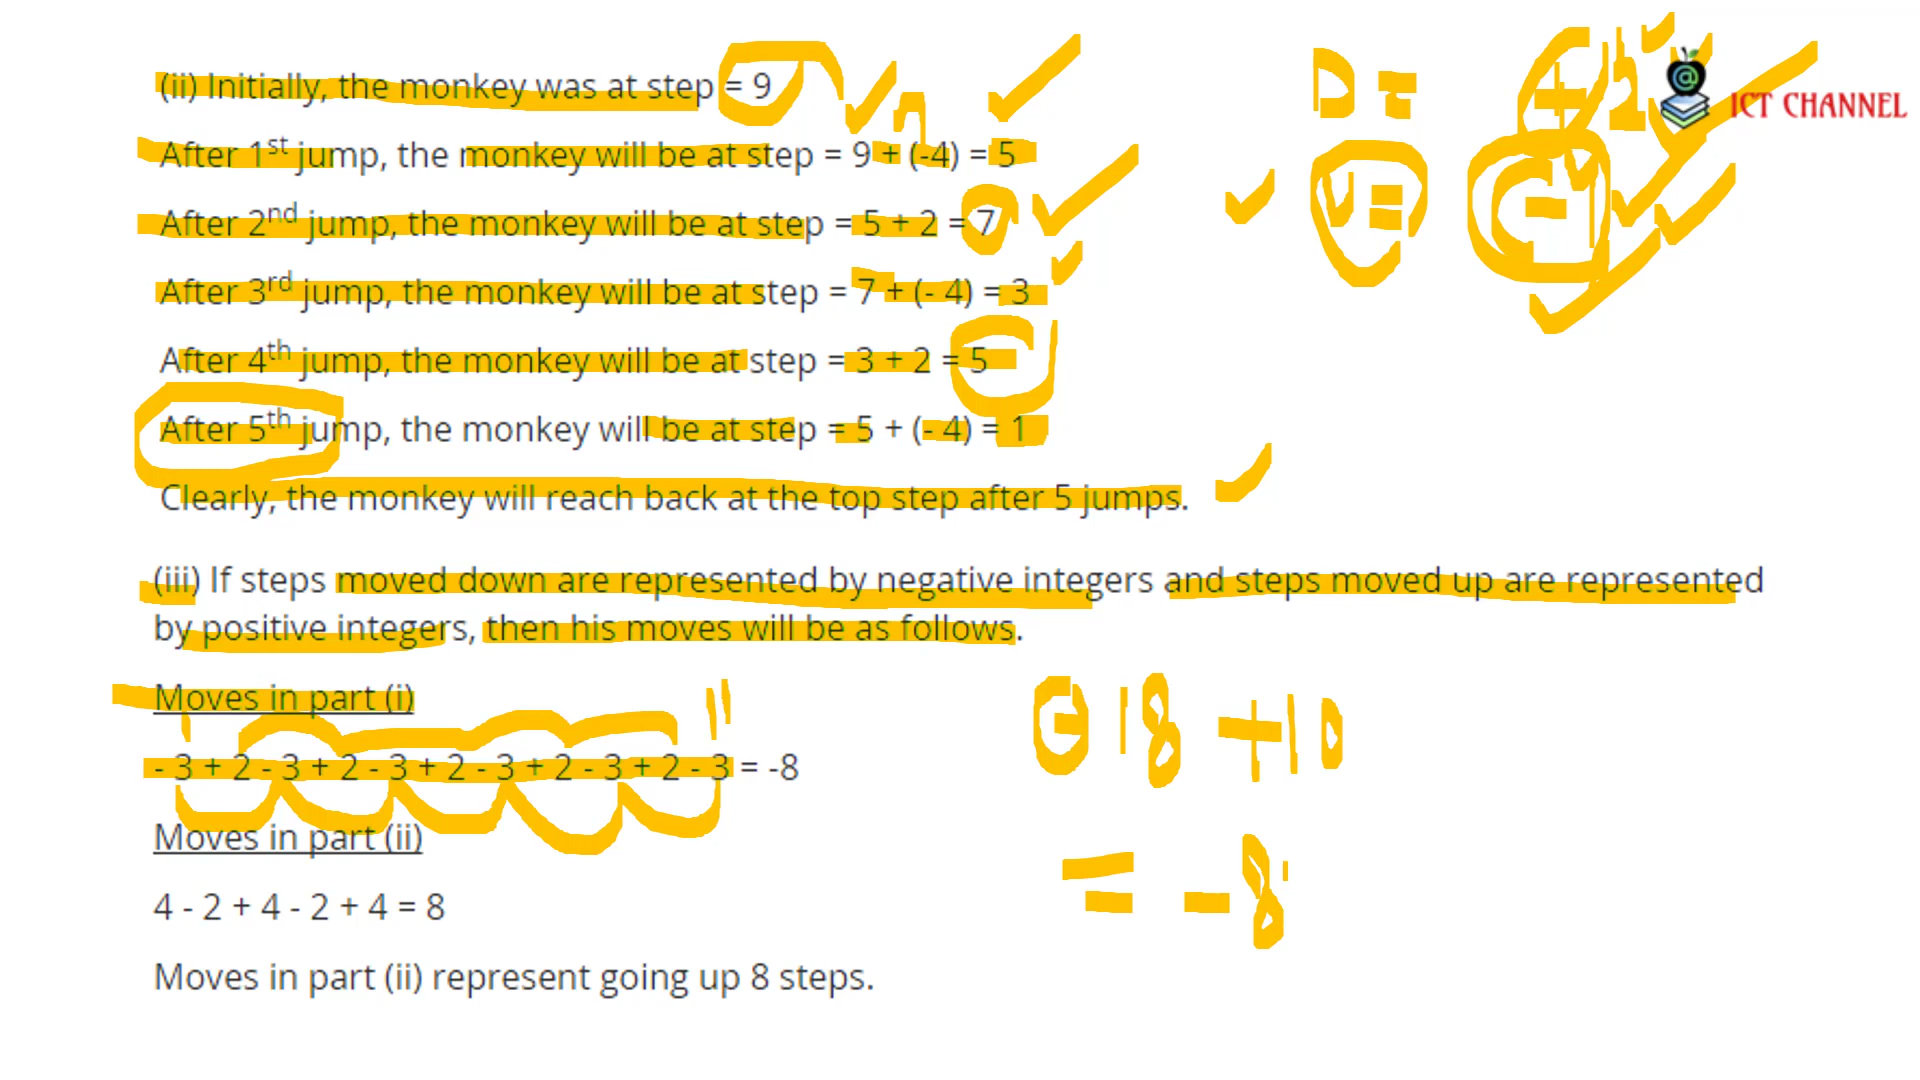 (ii) Initially, the monkey was at step = 9
After 1st jump, the monkey will be at step = 9 + (-4) = 5
After 2nd jump, the monkey will be at step = 5 + 2 = 7
After 3rd jump, the monkey will be at step = 7 + (- 4) = 3
After 4th jump, the monkey will be at step = 3 + 2 = 5
After 5th jump, the monkey will be at step = 5 + (- 4) = 1
Clearly, the monkey will reach back at the top step after 5 jumps.
(iii) If steps moved down are represented by negative integers and steps moved up are represented
by positive integers, then his moves will be as follows.
Moves in part (i)
- 3 + 2 - 3 + 2 - 3 + 2 - 3 + 2 - 3 + 2 - 3 = -8
Moves in part (ii)
4 - 2 + 4 - 2 + 4 = 8
Moves in part (ii) represent going up 8 steps.
D = +2
ICT CHANNEL
- 18 + 10
= - 8